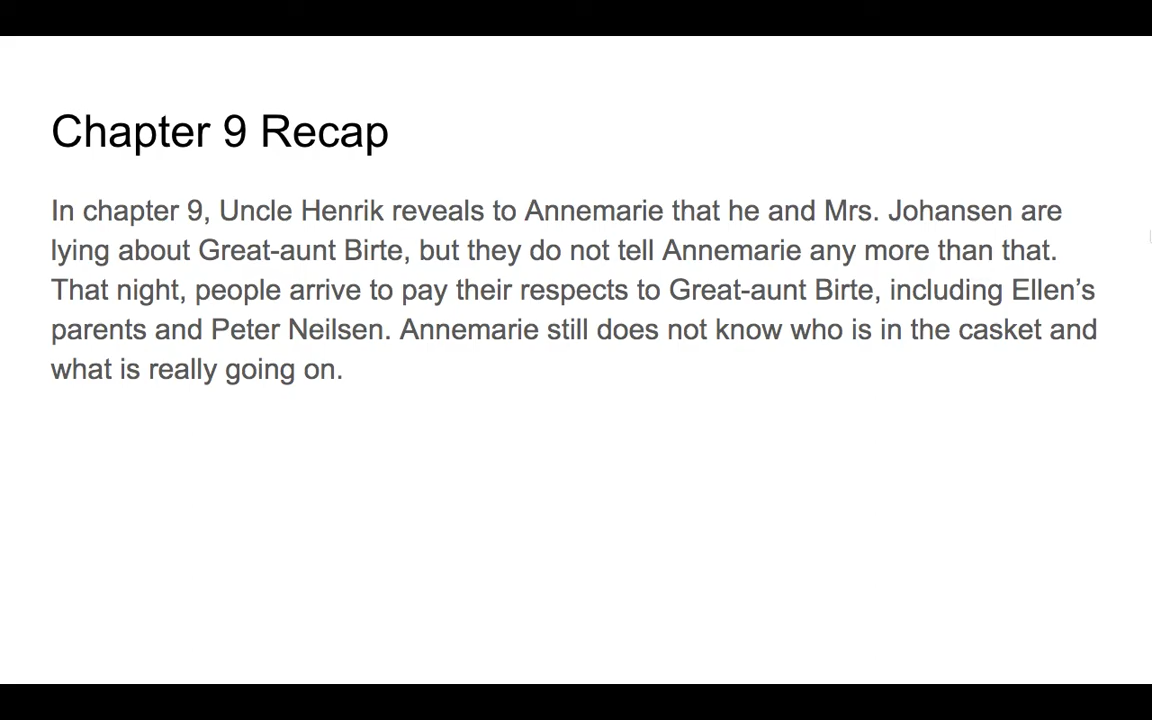 Chapter 9 Recap
In chapter 9, Uncle Henrik reveals to Annemarie that he and Mrs. Johansen are
lying about Great-aunt Birte, but they do not tell Annemarie any more than that.
That night, people arrive to pay their respects to Great-aunt Birte, including Ellen’s
parents and Peter Neilsen. Annemarie still does not know who is in the casket and
what is really going on.